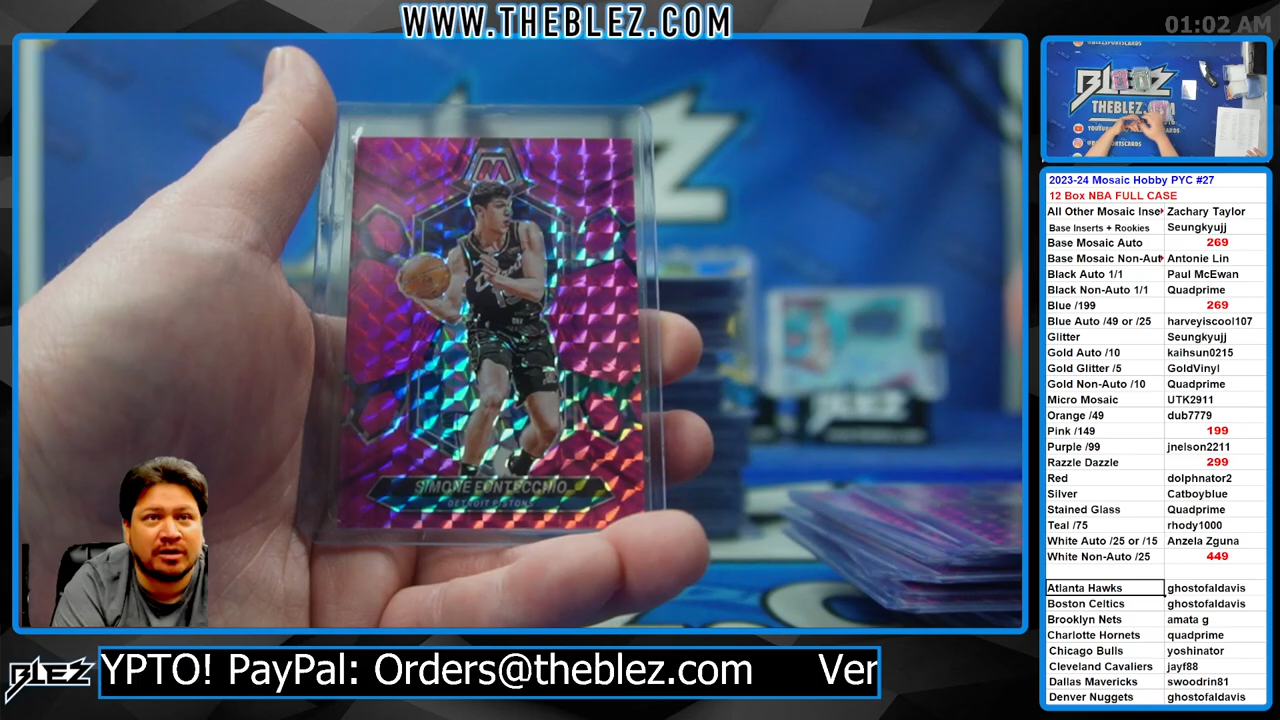 WWW.THEBLEZ.COM
01:02 AM
BLEZ
THEBLEZ.COM
2023-24 Mosaic Hobby PYC #27
12 Box NBA FULL CASE
All Other Mosaic Inse Zachary Taylor
Base Inserts + Rookies Seungkyujj
Base Mosaic Auto 269
Base Mosaic Non-Aut Antonie Lin
Black Auto 1/1 Paul McEwan
Black Non-Auto 1/1 Quadprime
Blue /199 269
Blue Auto /49 or /25 harveyiscool107
Glitter Seungkyujj
Gold Auto /10 kaihsun0215
Gold Glitter /5 GoldVinyl
Gold Non-Auto /10 Quadprime
Micro Mosaic UTK2911
Orange /49 dub7779
Pink /149 199
Purple /99 jnelson2211
Razzle Dazzle 299
Red dolphnator2
Silver Catboyblue
Stained Glass Quadprime
Teal /75 rhody1000
White Auto /25 or /15 Anzela Zguna
White Non-Auto /25 449
Atlanta Hawks ghostofaldavis
Boston Celtics ghostofaldavis
Brooklyn Nets amata g
Charlotte Hornets quadprime
Chicago Bulls yoshinator
Cleveland Cavaliers jayf88
Dallas Mavericks swoodrin81
Denver Nuggets ghostofaldavis
SIMONE FONTECCHIO
DETROIT PISTONS
BLEZ
YPTO! PayPal: Orders@theblez.com Ver